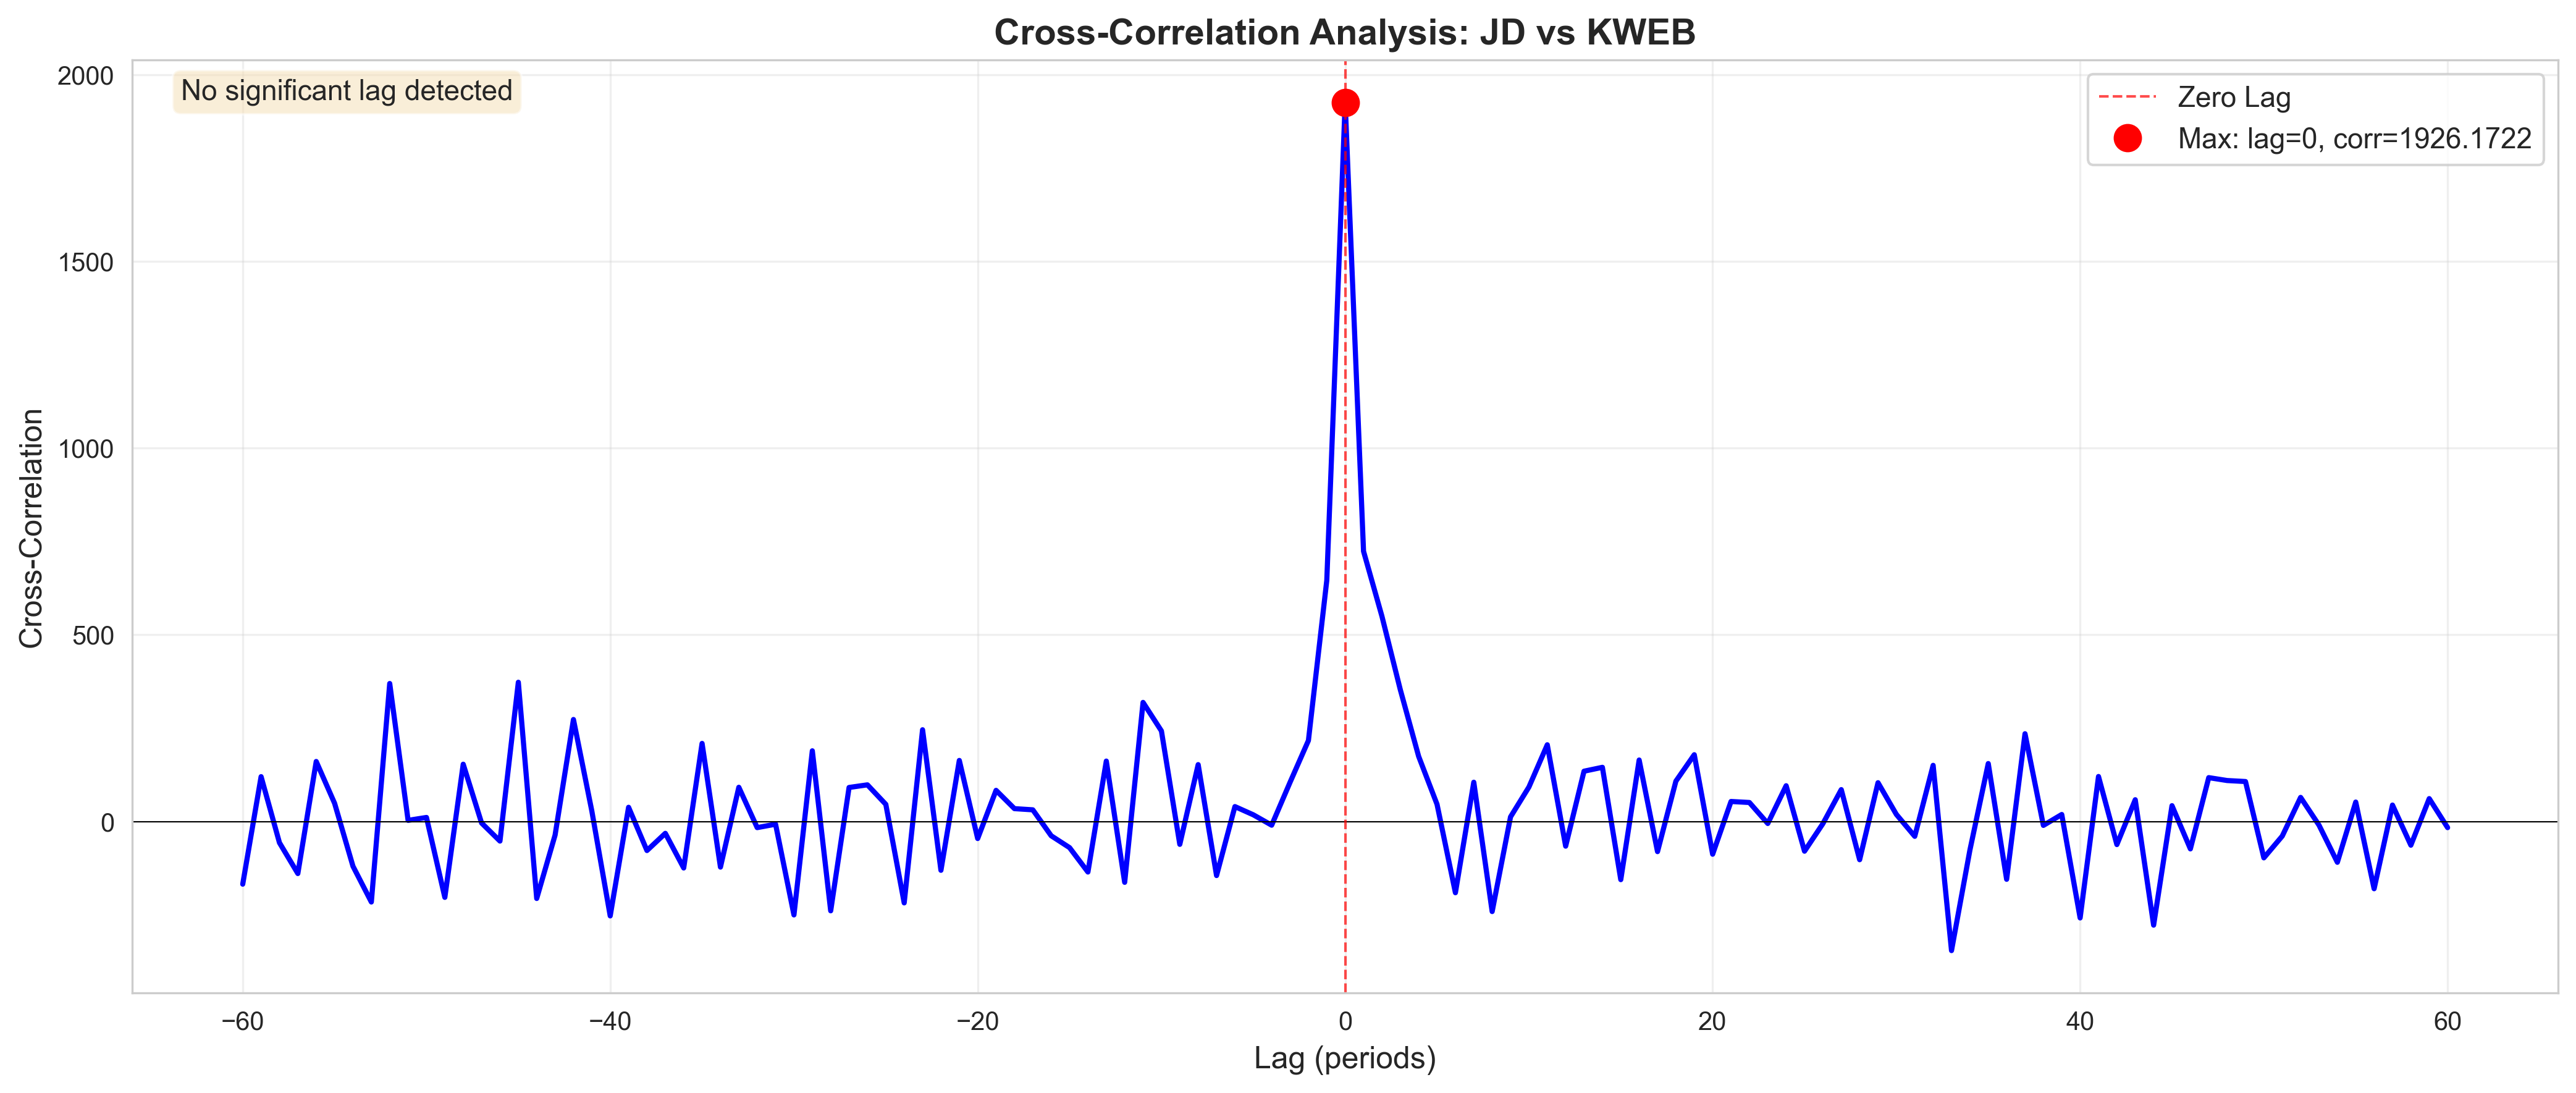 Cross-Correlation Analysis: JD vs KWEB
No significant lag detected
Zero Lag
Max: lag=0, corr=1926.1722
Cross-Correlation
2000
1500
1000
500
0
−60
−40
−20
0
20
40
60
Lag (periods)